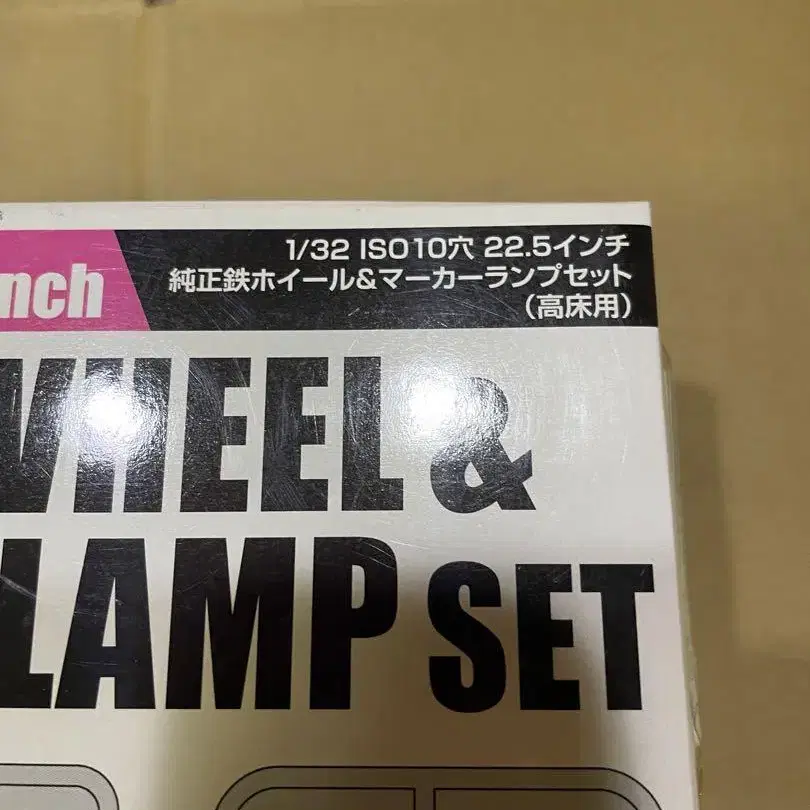 1/32 ISO10穴 22.5インチ
純正鉄ホイール&マーカーランプセット
(高床用)
nch
WHEEL &
LAMP SET